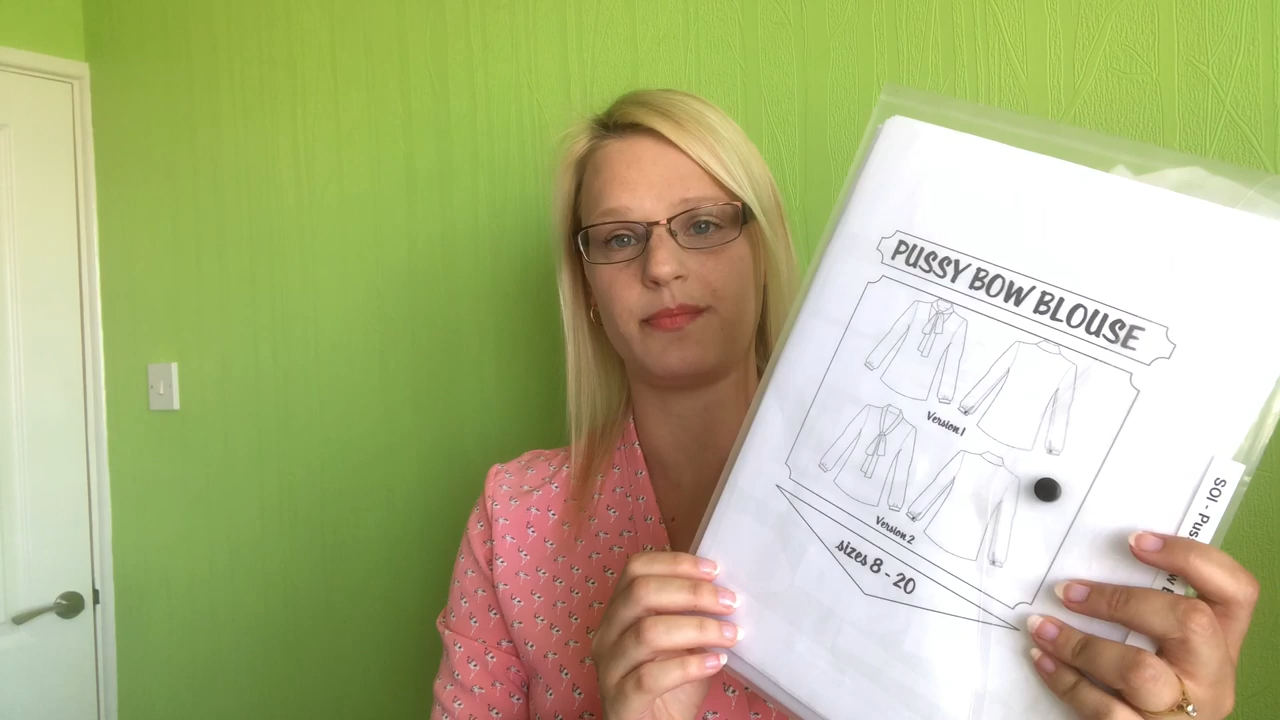 PUSSY BOW BLOUSE
Version 1
Version 2
sizes 8 - 20
SOI - Pus